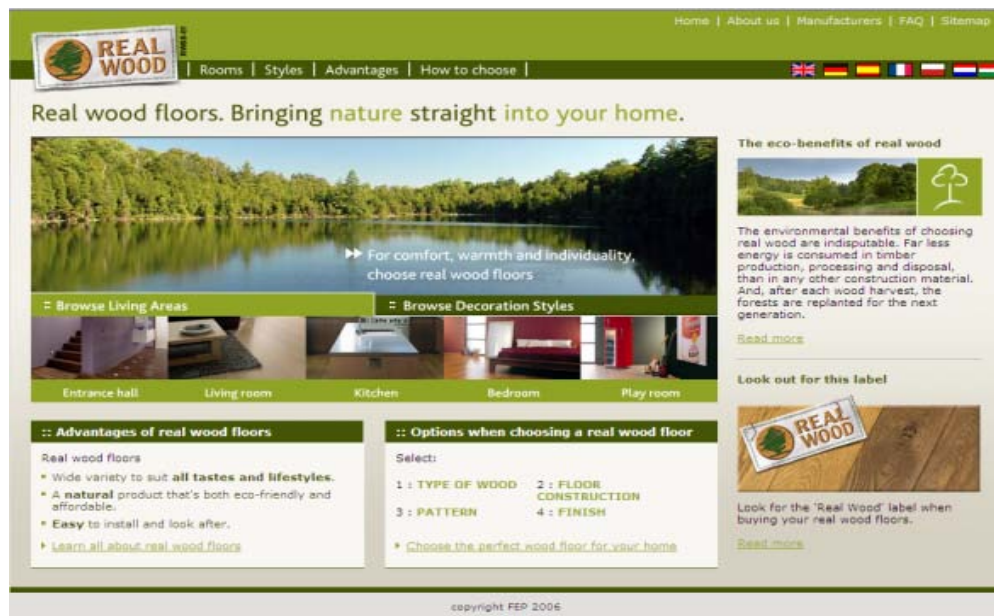 Home | About us | Manufacturers | FAQ | Sitemap
REAL
WOOD
| Rooms | Styles | Advantages | How to choose |
Real wood floors. Bringing nature straight into your home.
For comfort, warmth and individuality,
choose real wood floors
:: Browse Living Areas
:: Browse Decoration Styles
Entrance hall
Living room
Kitchen
Bedroom
Play room
:: Advantages of real wood floors
Real wood floors
Wide variety to suit all tastes and lifestyles.
A natural product that's both eco-friendly and
affordable.
Easy to install and look after.
Learn all about real wood floors
:: Options when choosing a real wood floor
Select:
1 : TYPE OF WOOD
2 : FLOOR
CONSTRUCTION
3 : PATTERN
4 : FINISH
Choose the perfect wood floor for your home
The eco-benefits of real wood
The environmental benefits of choosing
real wood are indisputable. Far less
energy is consumed in timber
production, processing and disposal,
than in any other construction material.
And, after each wood harvest, the
forests are replanted for the next
generation.
Read more
Look out for this label
REAL
WOOD
Look for the 'Real Wood' label when
buying your real wood floors.
Read more
copyright FEP 2006